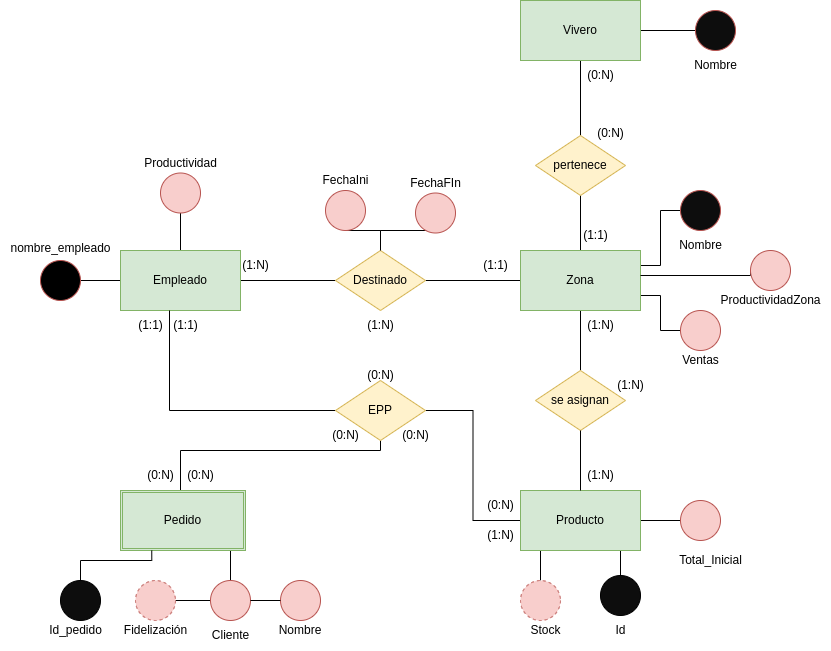 Vivero
Nombre
(0:N)
(0:N)
pertenece
Productividad
FechaIni
FechaFIn
(1:1)
Nombre
nombre_empleado
Empleado
(1:N)
Destinado
(1:1)
Zona
ProductividadZona
(1:1)
(1:1)
(1:N)
(1:N)
Ventas
(0:N)
EPP
(0:N)
(0:N)
se asignan
(1:N)
(0:N)
(0:N)
(1:N)
Pedido
(0:N)
(1:N)
Producto
Total_Inicial
Id_pedido
Fidelización
Cliente
Nombre
Stock
Id